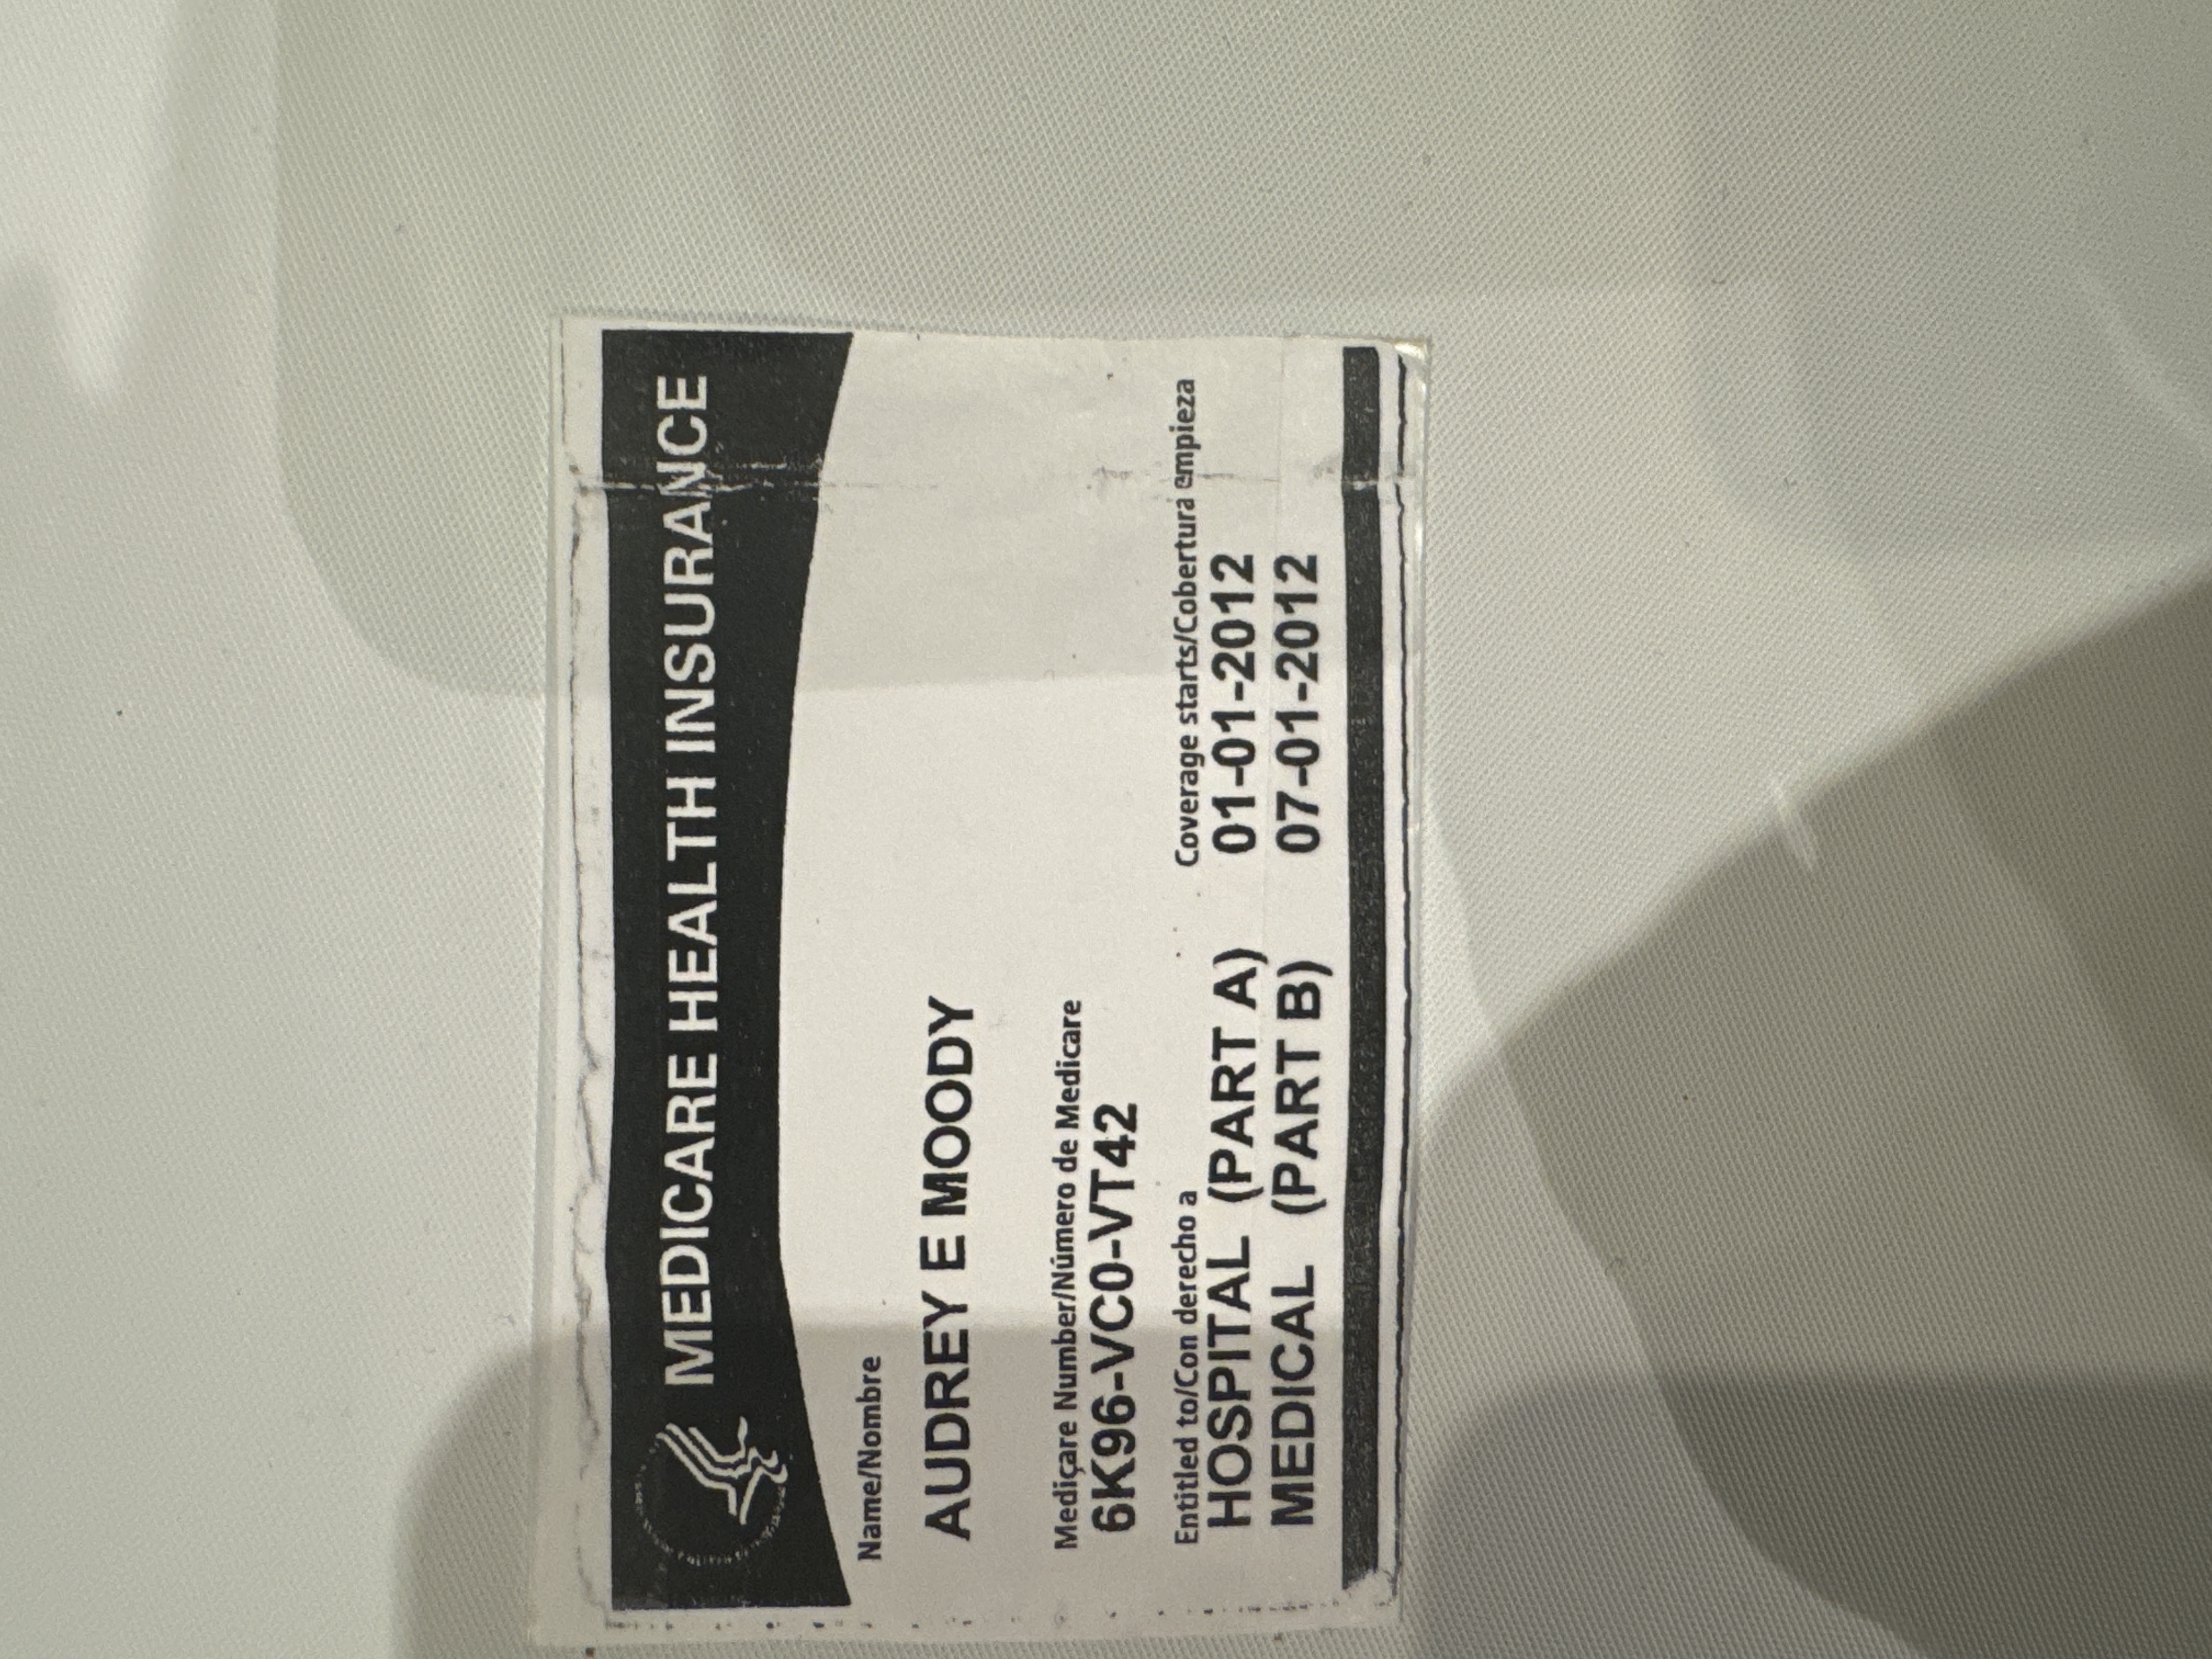 MEDICARE HEALTH INSURANCE
Name/Nombre
AUDREY E MOODY
Medicare Number/Número de Medicare
6K96-VC0-VT42
Entitled to/Con derecho a
Coverage starts/Cobertura empieza
HOSPITAL (PART A) 01-01-2012
MEDICAL (PART B) 07-01-2012